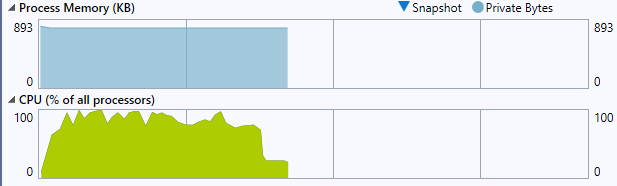 Process Memory (KB) Snapshot Private Bytes
893 893
0 0
CPU (% of all processors)
100 100
0 0